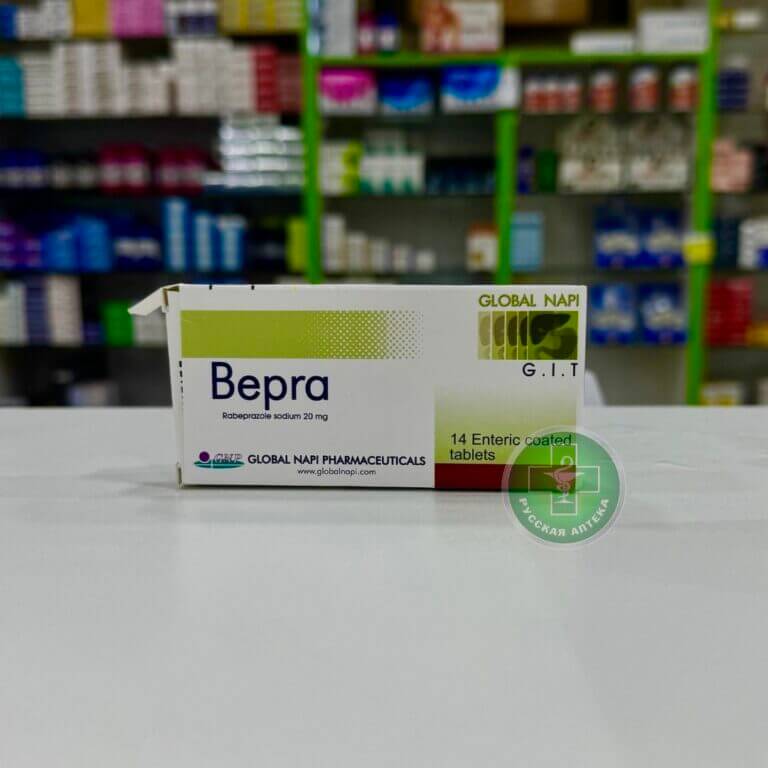 GLOBAL NAPI
G.I.T
Bepra
Rabeprazole sodium 20 mg
14 Enteric coated
tablets
GNP GLOBAL NAPI PHARMACEUTICALS
www.globalnapi.com
РУССКАЯ АПТЕКА